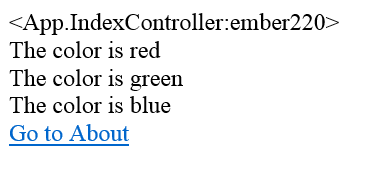 <App.IndexController:ember220>
The color is red
The color is green
The color is blue
Go to About